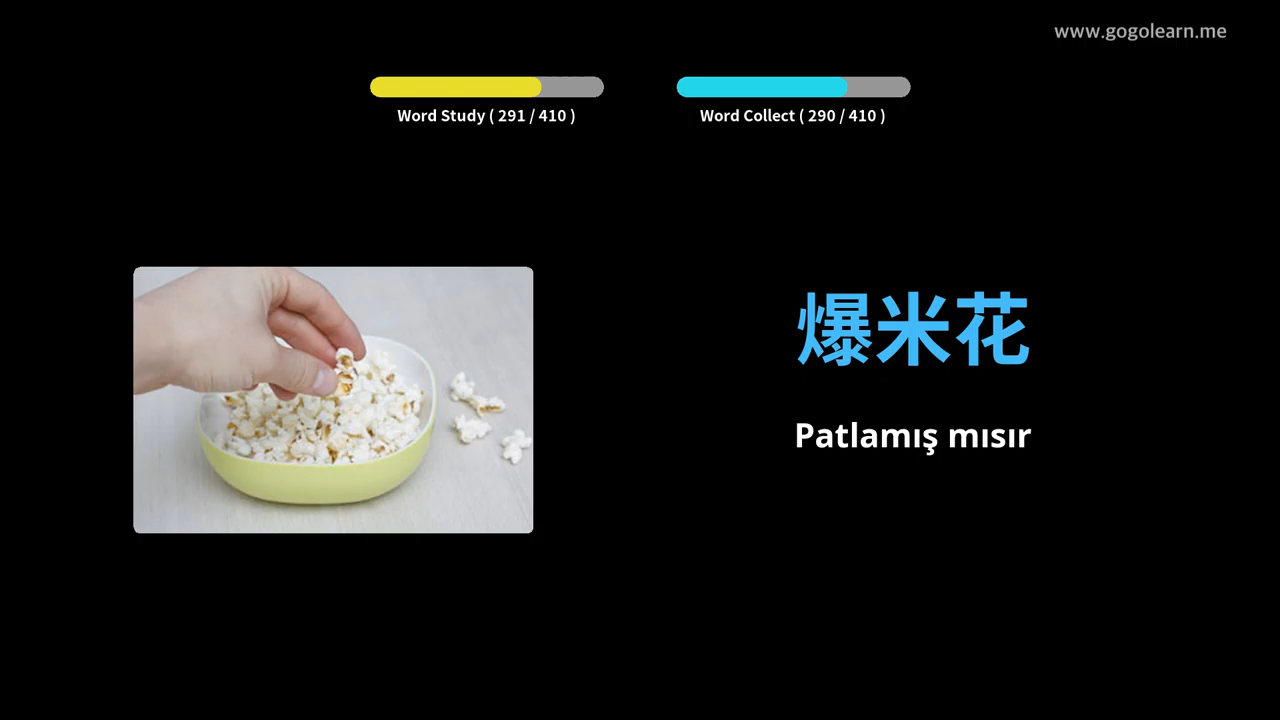 www.gogolearn.me
Word Study ( 291 / 410 )
Word Collect ( 290 / 410 )
爆米花
Patlamış mısır